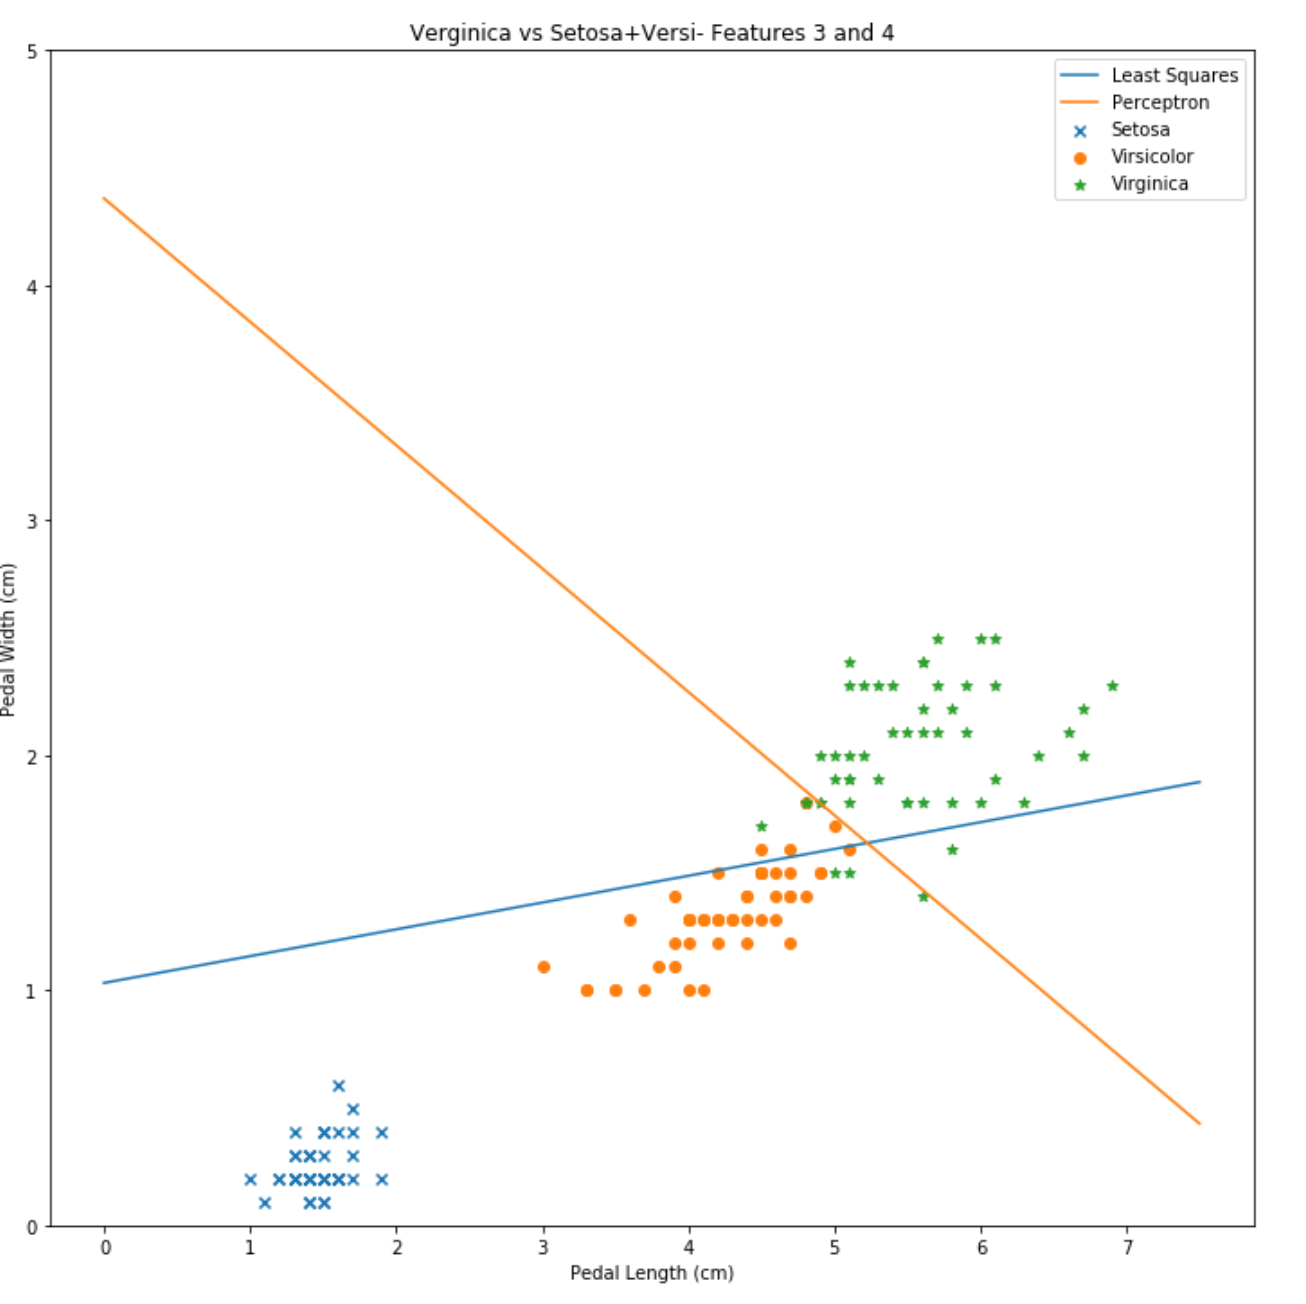 Verginica vs Setosa+Versi- Features 3 and 4
Least Squares
Perceptron
Setosa
Virsicolor
Virginica
5
4
3
2
1
0
Pedal Width (cm)
0 1 2 3 4 5 6 7
Pedal Length (cm)